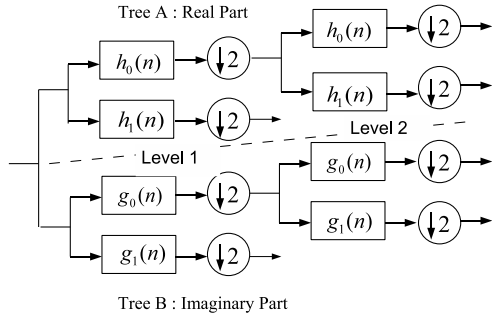 Tree A : Real Part
h₀(n) ↓2 h₀(n) ↓2
h₁(n) ↓2
h₁(n) ↓2
Level 1
Level 2
g₀(n) ↓2 g₀(n) ↓2
g₁(n) ↓2
g₁(n) ↓2
Tree B : Imaginary Part